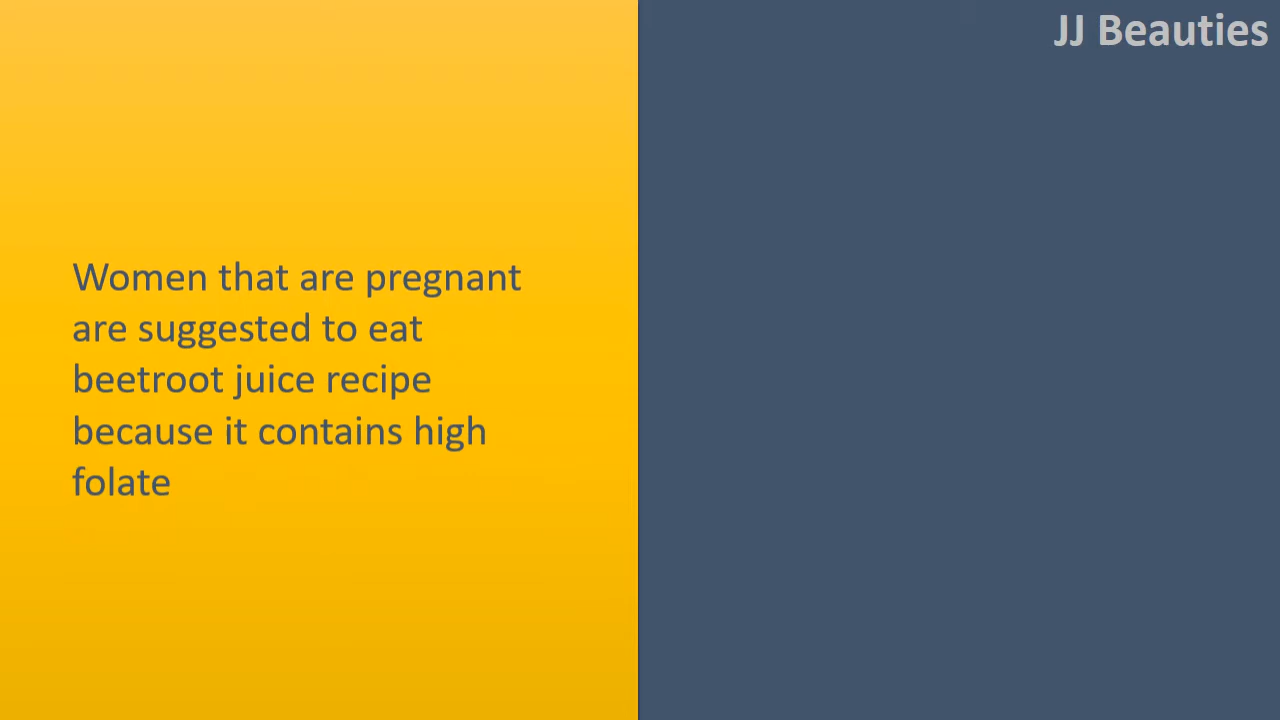 JJ Beauties
Women that are pregnant
are suggested to eat
beetroot juice recipe
because it contains high
folate